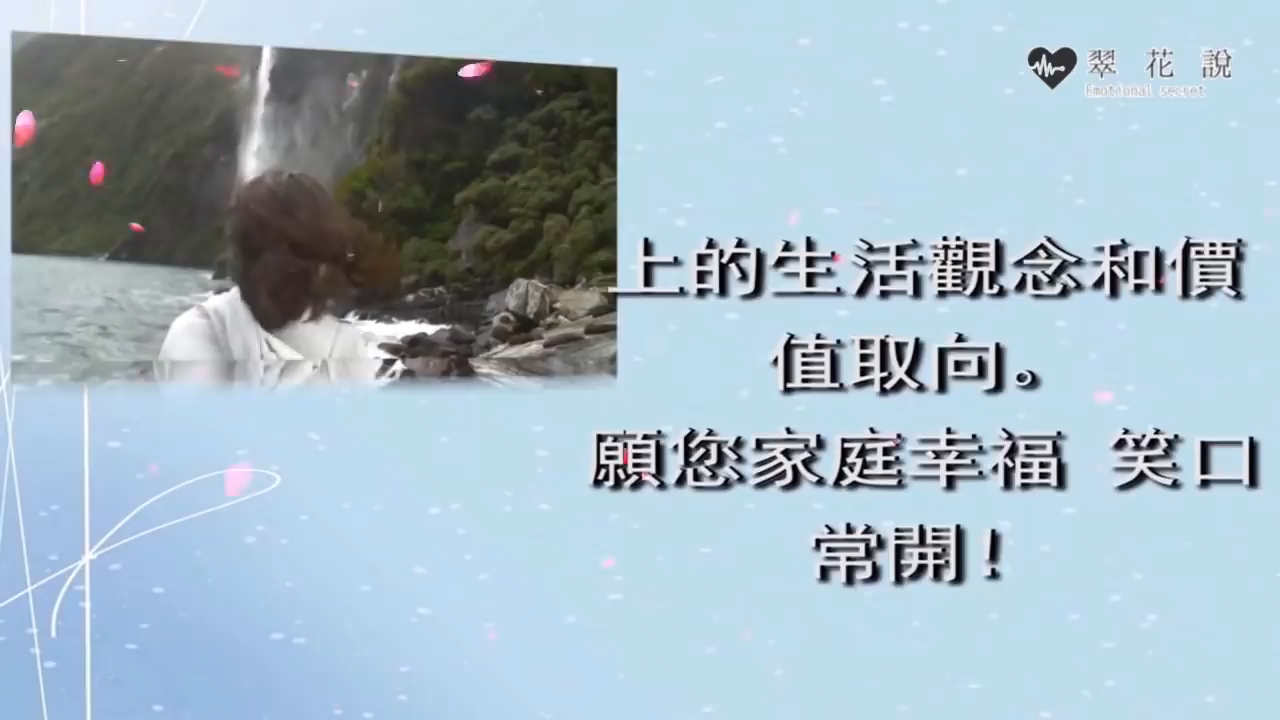 翠花說
Emotional secret
上的生活觀念和價
值取向。
願您家庭幸福 笑口
常開！